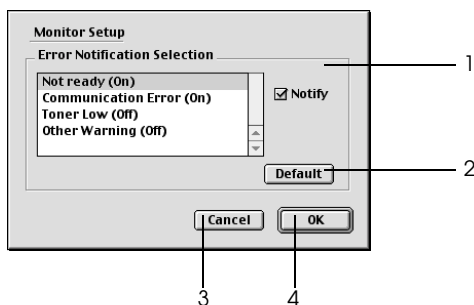 Monitor Setup
Error Notification Selection
1
Not ready (On)
Communication Error (On)
Notify
Toner Low (Off)
Other Warning (Off)
Default
2
Cancel
OK
3
4